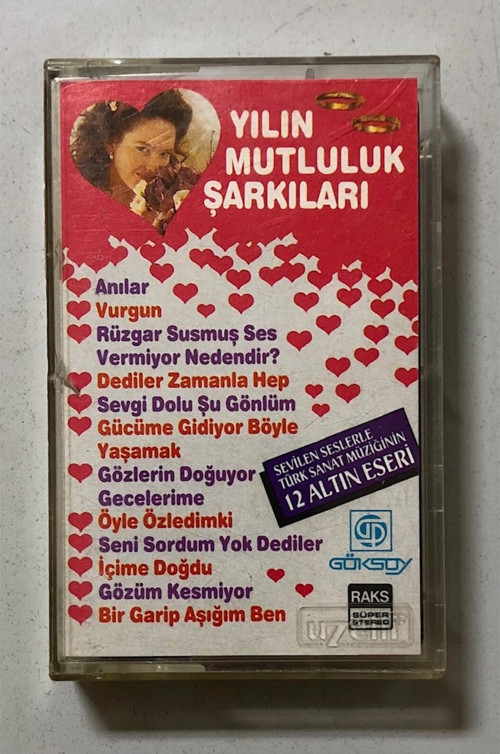 YILIN
MUTLULUK
ŞARKILARI
Anılar
Vurgun
Rüzgar Susmuş Ses
Vermiyor Nedendir?
Dediler Zamanla Hep
Sevgi Dolu Şu Gönlüm
Gücüme Gidiyor Böyle
Yaşamak
Gözlerin Doğuyor
Gecelerime
Öyle Özledimki
Seni Sordum Yok Dediler
İçime Doğdu
Gözüm Kesmiyor
Bir Garip Aşığım Ben
SEVİLEN SESLERLE
TÜRK SANAT MÜZİĞİNİN
12 ALTIN ESERİ
GÖKSOY
RAKS
SÜPER
STEREO
uzelli